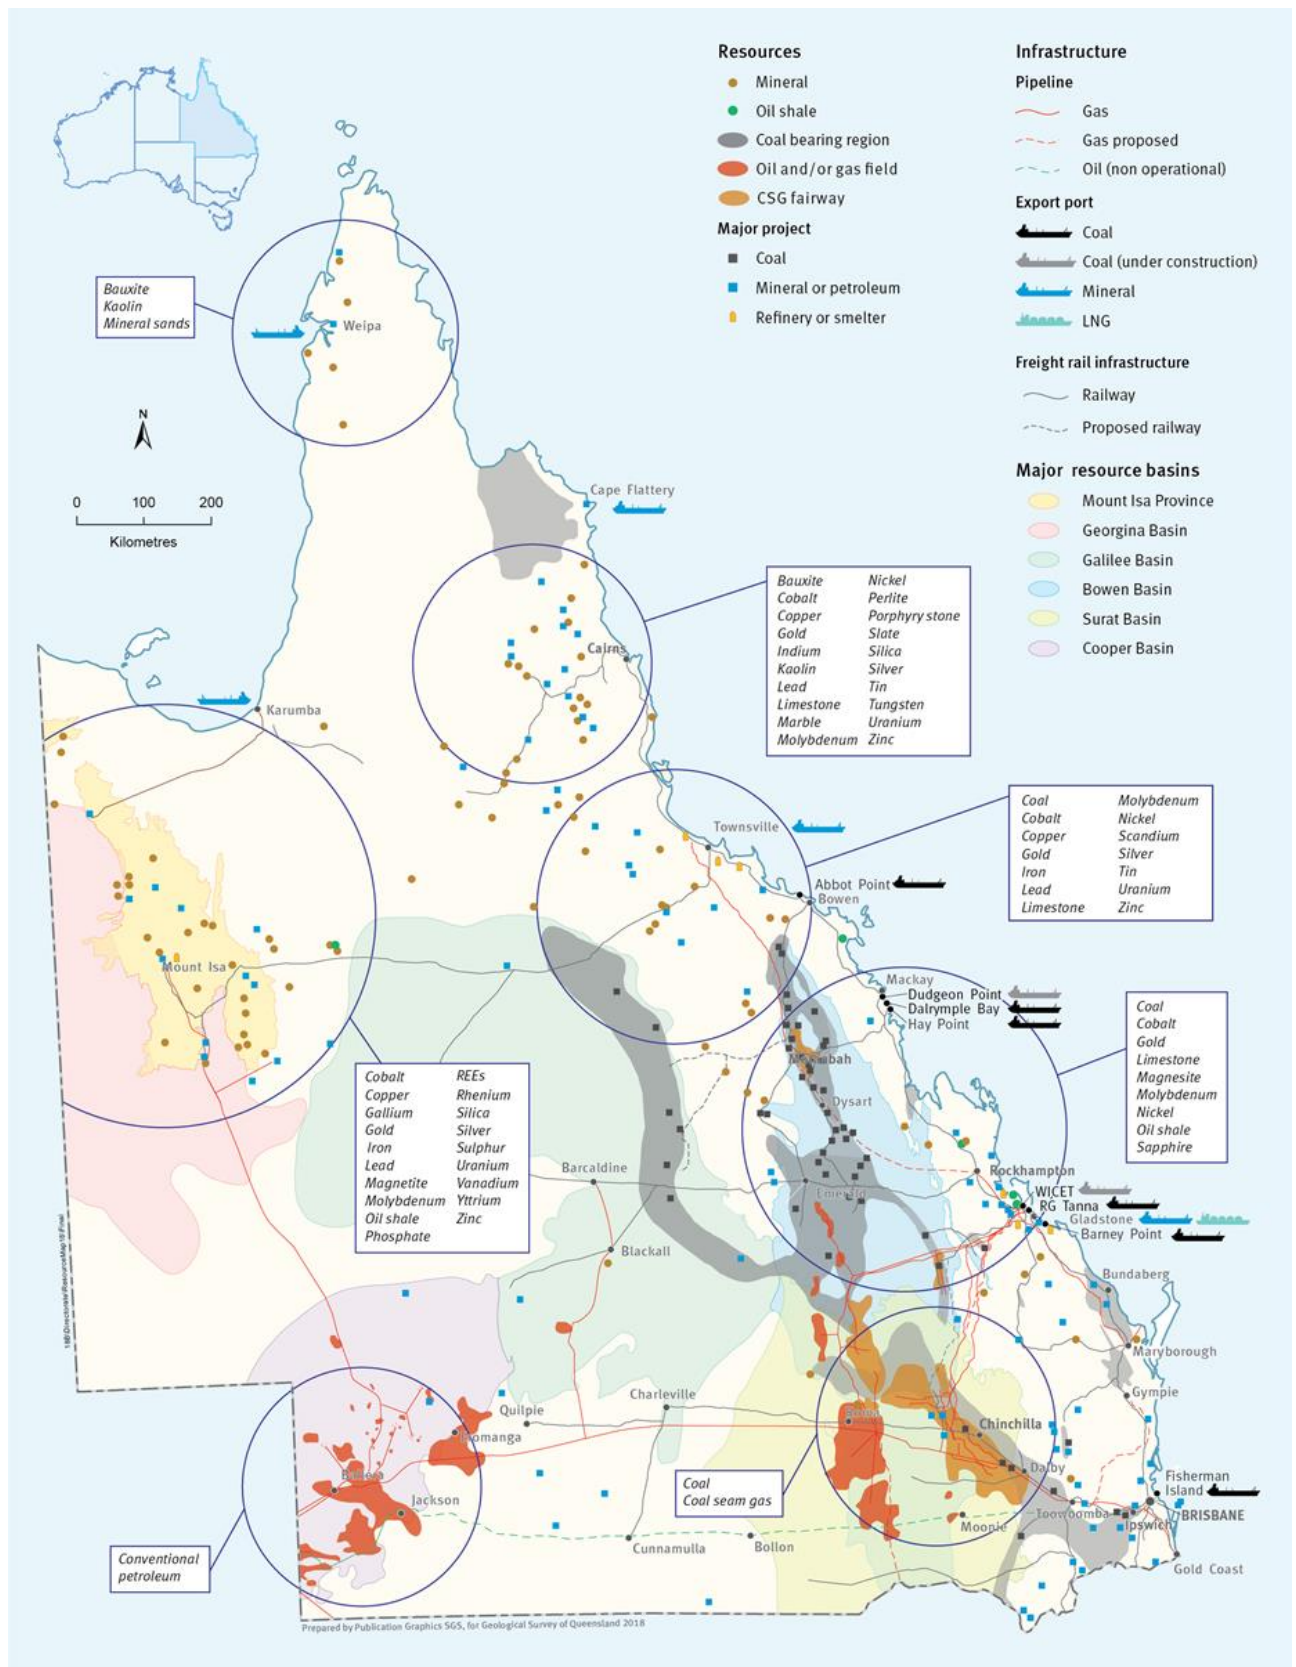 Resources
Mineral
Oil shale
Coal bearing region
Oil and/or gas field
CSG fairway
Major project
Coal
Mineral or petroleum
Refinery or smelter
Infrastructure
Pipeline
Gas
Gas proposed
Oil (non operational)
Export port
Coal
Coal (under construction)
Mineral
LNG
Freight rail infrastructure
Railway
Proposed railway
Major resource basins
Mount Isa Province
Georgina Basin
Galilee Basin
Bowen Basin
Surat Basin
Cooper Basin
Bauxite
Kaolin
Mineral sands
Weipa
N
0 100 200
Kilometres
Cape Flattery
Bauxite Nickel
Cobalt Perlite
Copper Porphyry stone
Gold Slate
Indium Silica
Kaolin Silver
Lead Tin
Limestone Tungsten
Marble Uranium
Molybdenum Zinc
Cairns
Karumba
Townsville
Coal Molybdenum
Cobalt Nickel
Copper Scandium
Gold Silver
Iron Tin
Lead Uranium
Limestone Zinc
Abbot Point
Bowen
Mount Isa
Mackay
Dudgeon Point
Dalrymple Bay
Hay Point
Coal
Cobalt
Gold
Limestone
Magnesite
Molybdenum
Nickel
Oil shale
Sapphire
Dysart
Cobalt REEs
Copper Rhenium
Gallium Silica
Gold Silver
Iron Sulphur
Lead Uranium
Magnetite Vanadium
Molybdenum Yttrium
Oil shale Zinc
Phosphate
Barcaldine
Emerald
Rockhampton
WICET
RG Tanna
Gladstone
Barney Point
Blackall
Bundaberg
Maryborough
Gympie
Charleville
Quilpie
Chinchilla
Dalby
Fisherman
Island
BRISBANE
Toowoomba
Ipswich
Coal
Coal seam gas
Jackson
Moonie
Cunnamulla
Bollon
Gold Coast
Conventional
petroleum
Prepared by Publication Graphics SGS, for Geological Survey of Queensland 2018